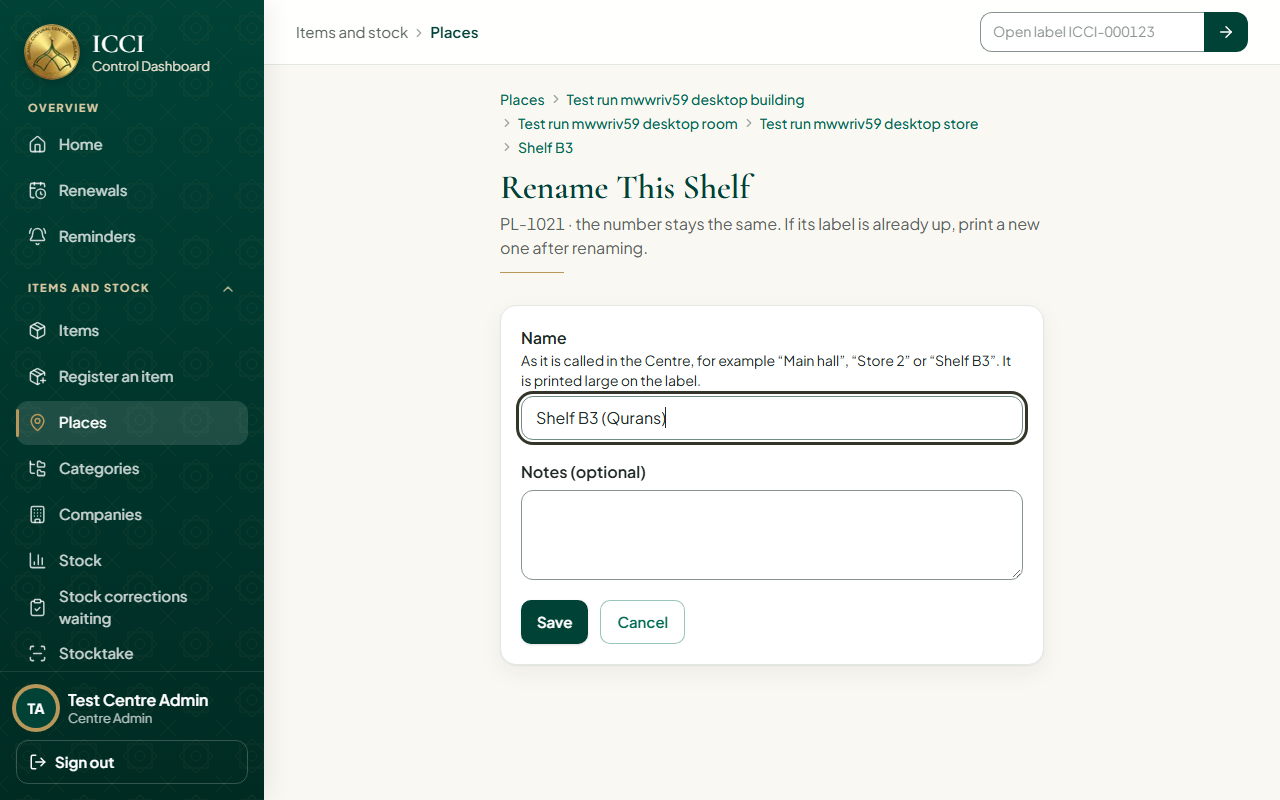 ICCI
Control Dashboard
OVERVIEW
Home
Renewals
Reminders
ITEMS AND STOCK
Items
Register an item
Places
Categories
Companies
Stock
Stock corrections
waiting
Stocktake
TA
Test Centre Admin
Centre Admin
Sign out
Items and stock › Places
Open label ICCI-000123
Places › Test run mwwriv59 desktop building
› Test run mwwriv59 desktop room › Test run mwwriv59 desktop store
› Shelf B3
Rename This Shelf
PL-1021 · the number stays the same. If its label is already up, print a new
one after renaming.
Name
As it is called in the Centre, for example “Main hall”, “Store 2” or “Shelf B3”. It
is printed large on the label.
Shelf B3 (Qurans)
Notes (optional)
Save
Cancel